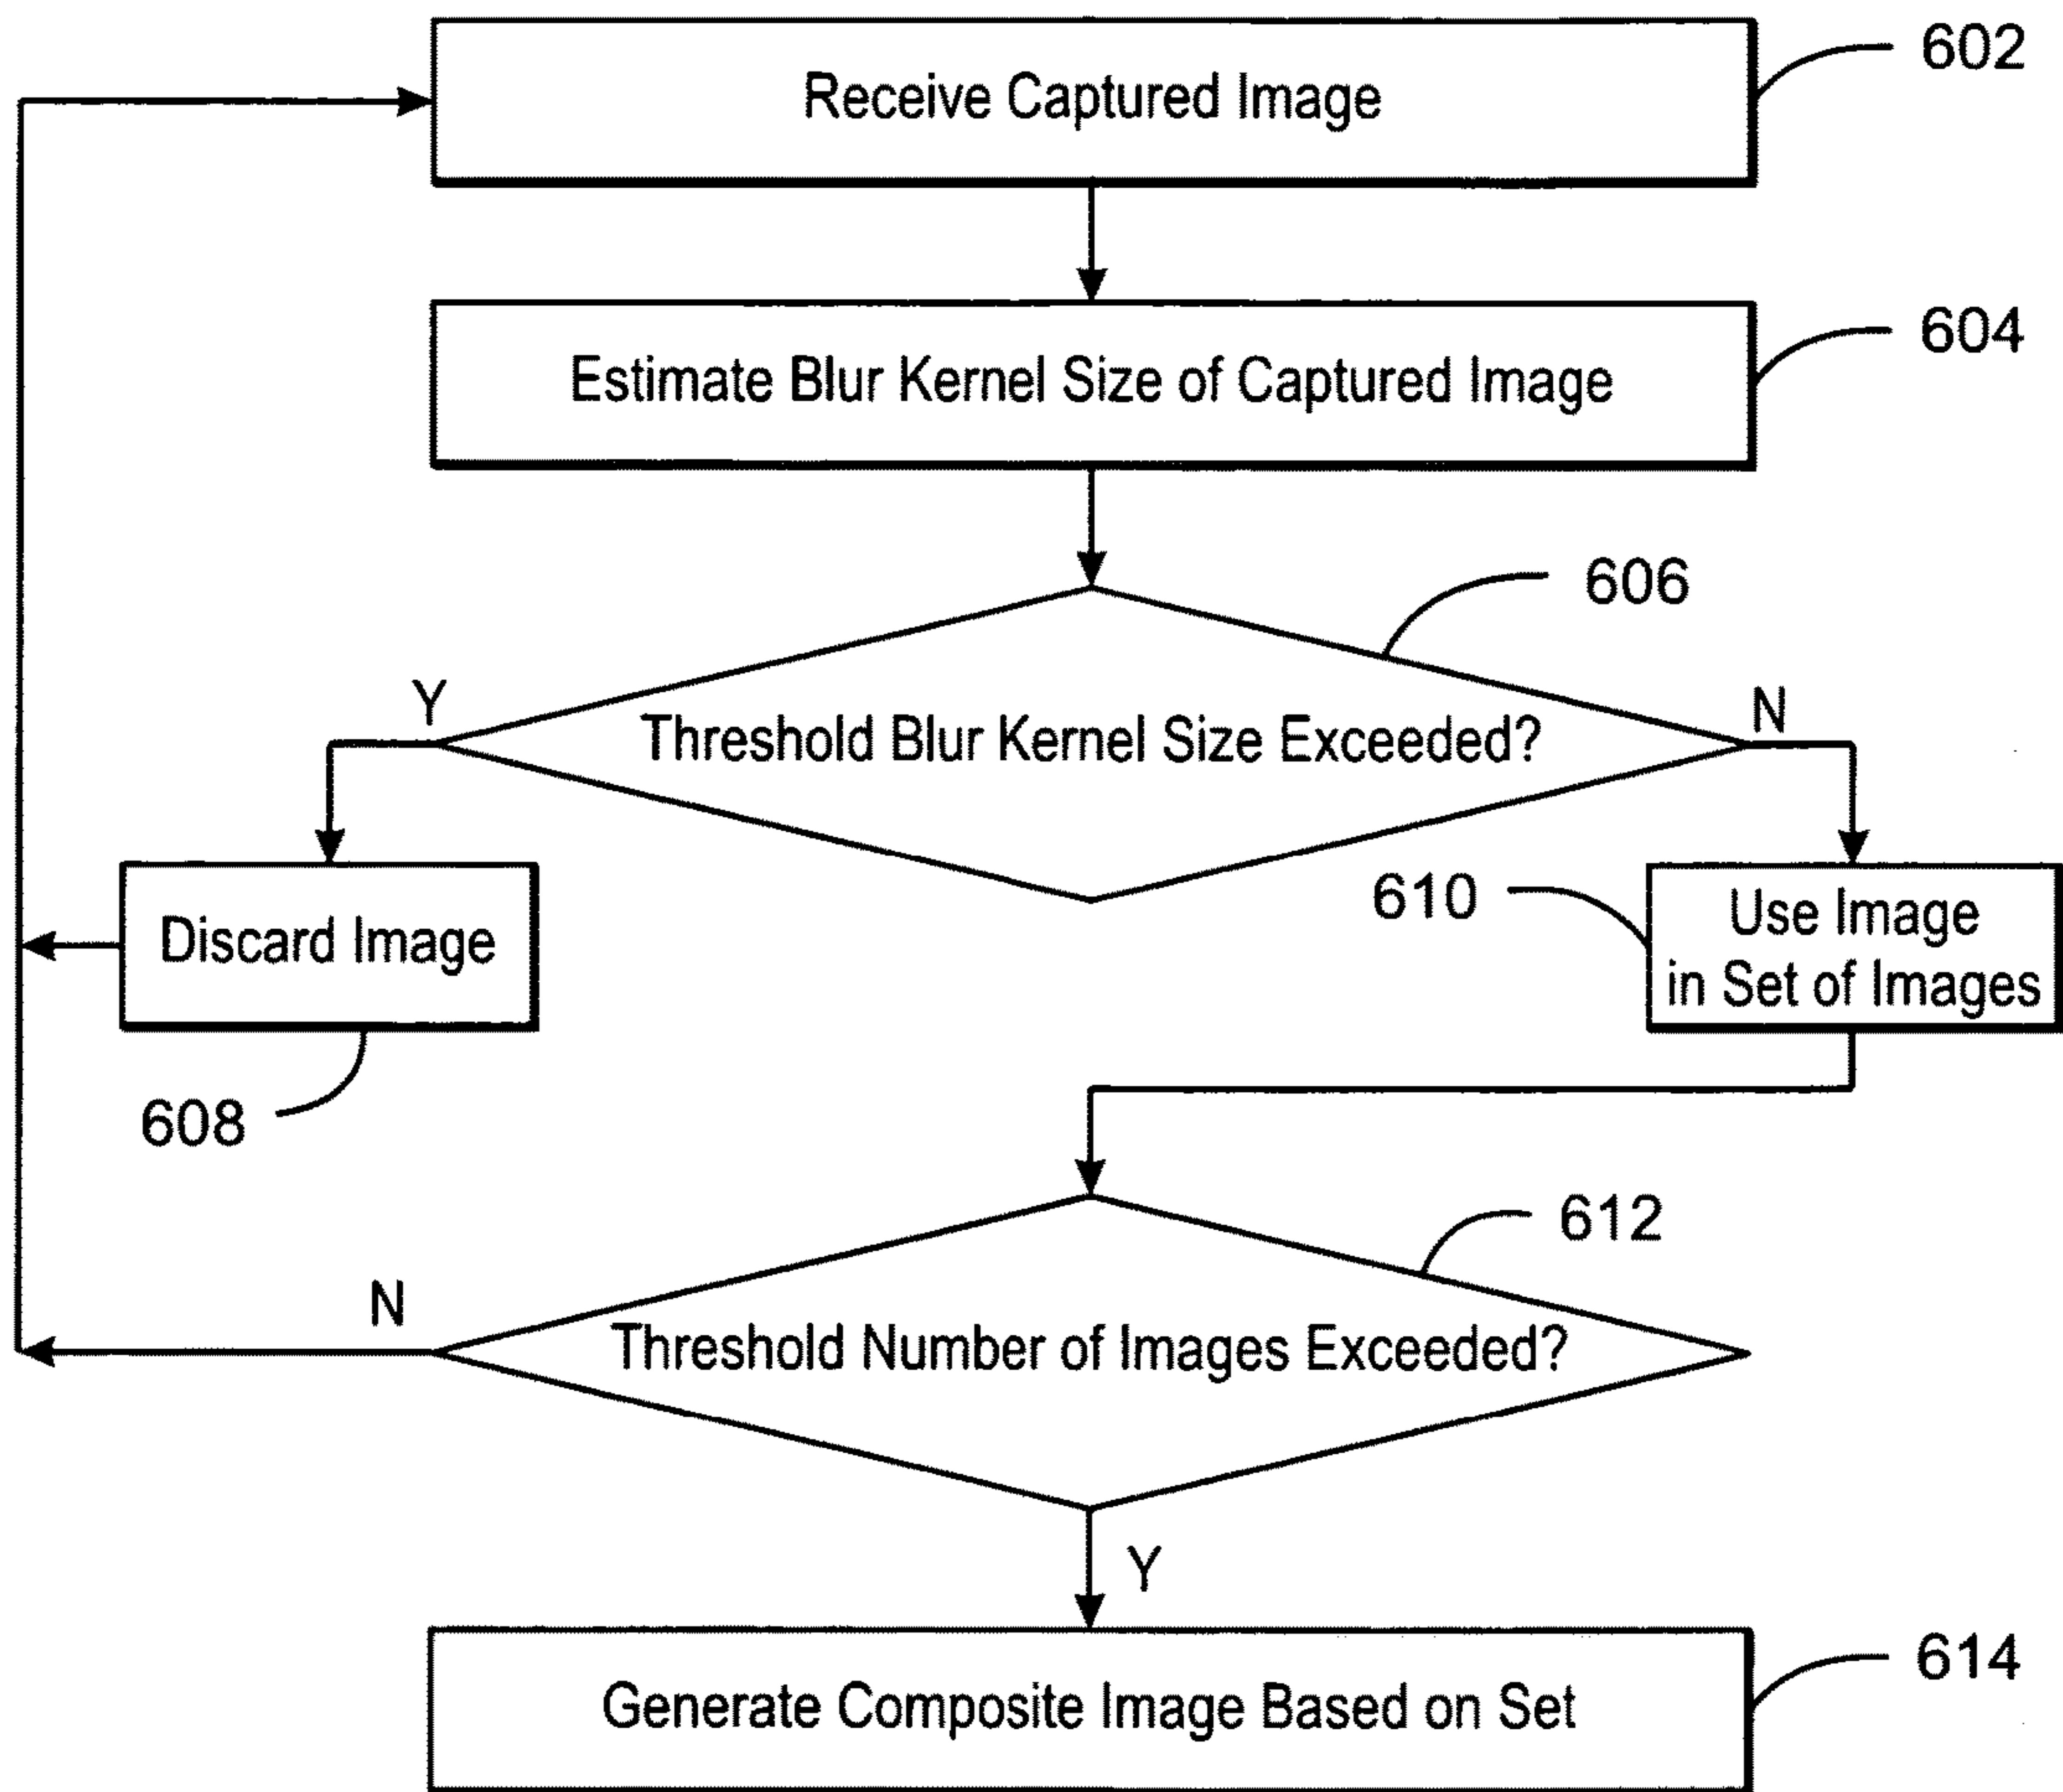 Receive Captured Image
602
Estimate Blur Kernel Size of Captured Image
604
606
Y
Threshold Blur Kernel Size Exceeded?
N
Discard Image
608
610
Use Image
in Set of Images
612
N
Threshold Number of Images Exceeded?
Y
Generate Composite Image Based on Set
614